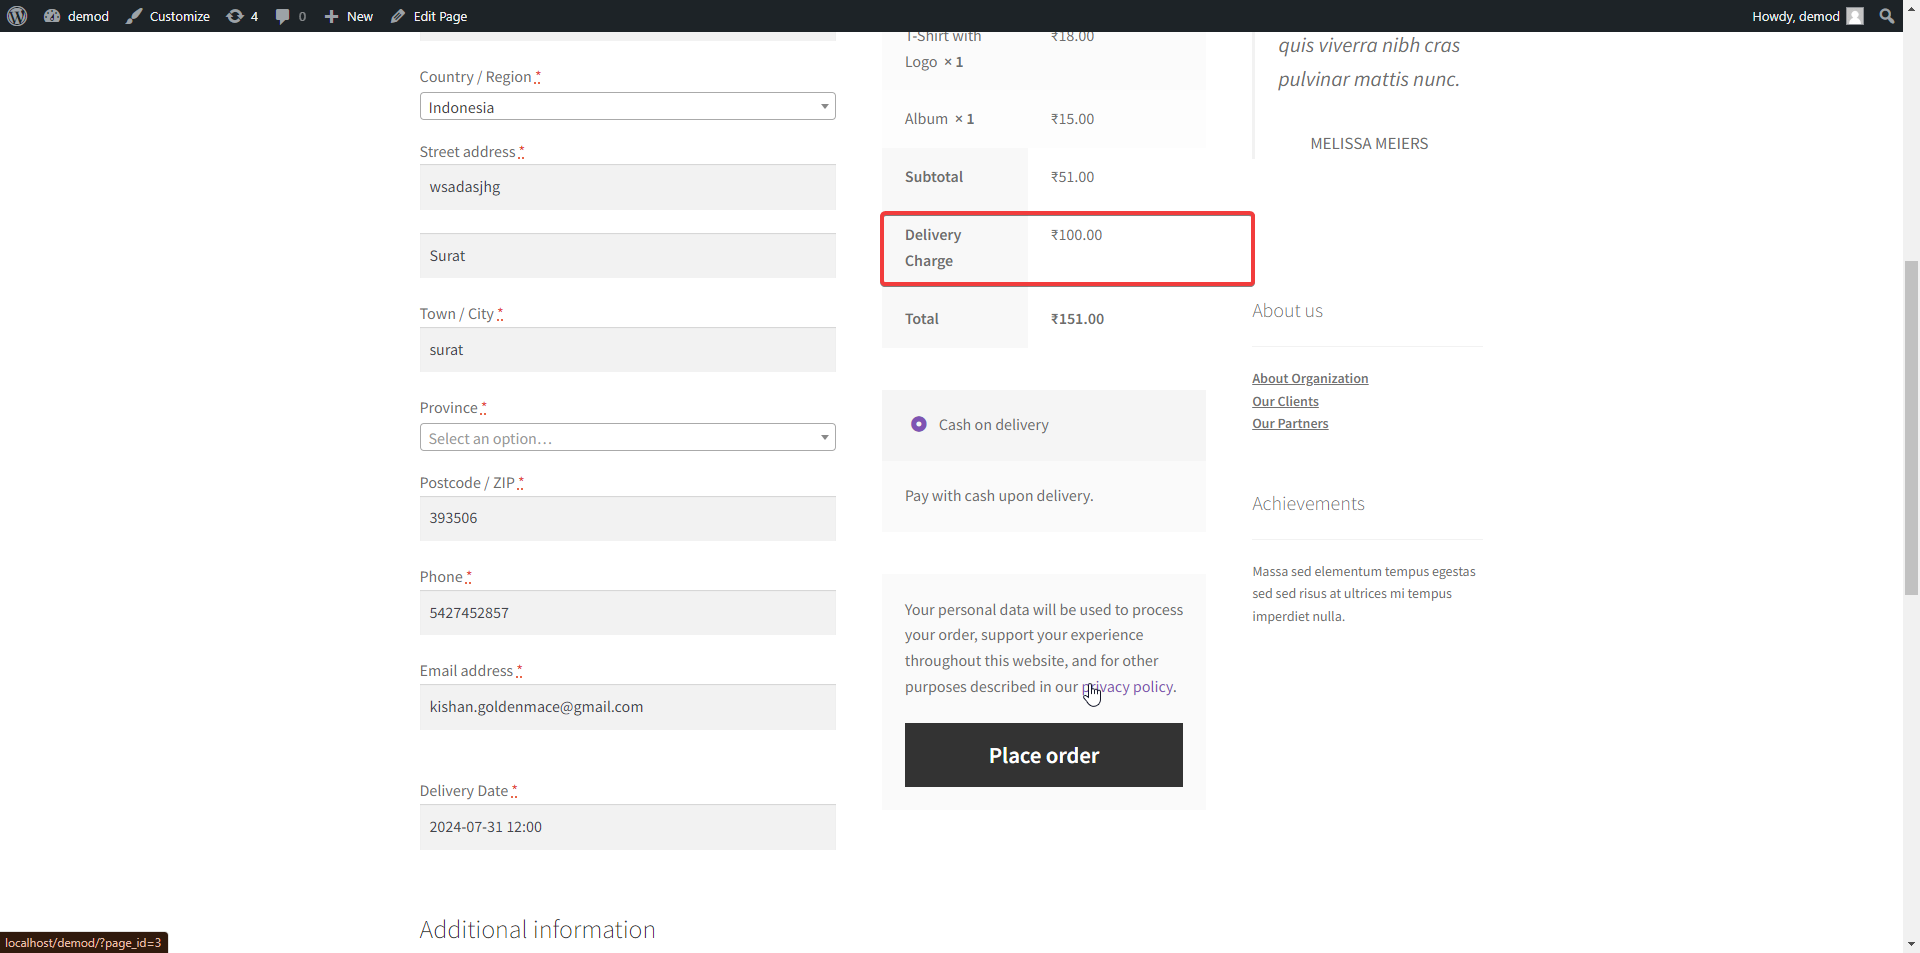 demod
Customize
4
0
New
Edit Page
Howdy, demod
Country / Region *
Indonesia
Street address *
wsadasjhg
Surat
Town / City *
surat
Province *
Select an option…
Postcode / ZIP *
393506
Phone *
5427452857
Email address *
kishan.goldenmace@gmail.com
Delivery Date *
2024-07-31 12:00
Additional information
T-Shirt with ₹18.00
Logo × 1
Album × 1 ₹15.00
Subtotal ₹51.00
Delivery ₹100.00
Charge
Total ₹151.00
Cash on delivery
Pay with cash upon delivery.
Your personal data will be used to process
your order, support your experience
throughout this website, and for other
purposes described in our privacy policy.
Place order
quis viverra nibh cras
pulvinar mattis nunc.
MELISSA MEIERS
About us
About Organization
Our Clients
Our Partners
Achievements
Massa sed elementum tempus egestas
sed sed risus at ultrices mi tempus
imperdiet nulla.
localhost/demod/?page_id=3